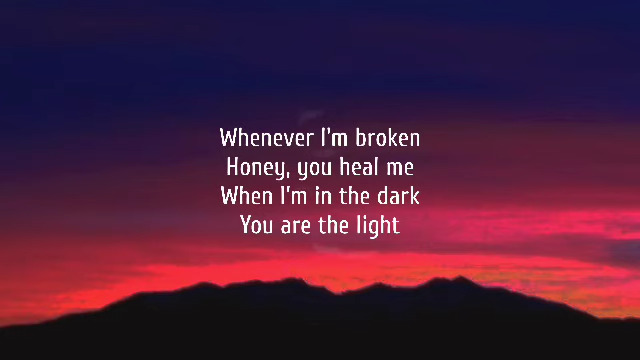 Whenever I'm broken
Honey, you heal me
When I'm in the dark
You are the light